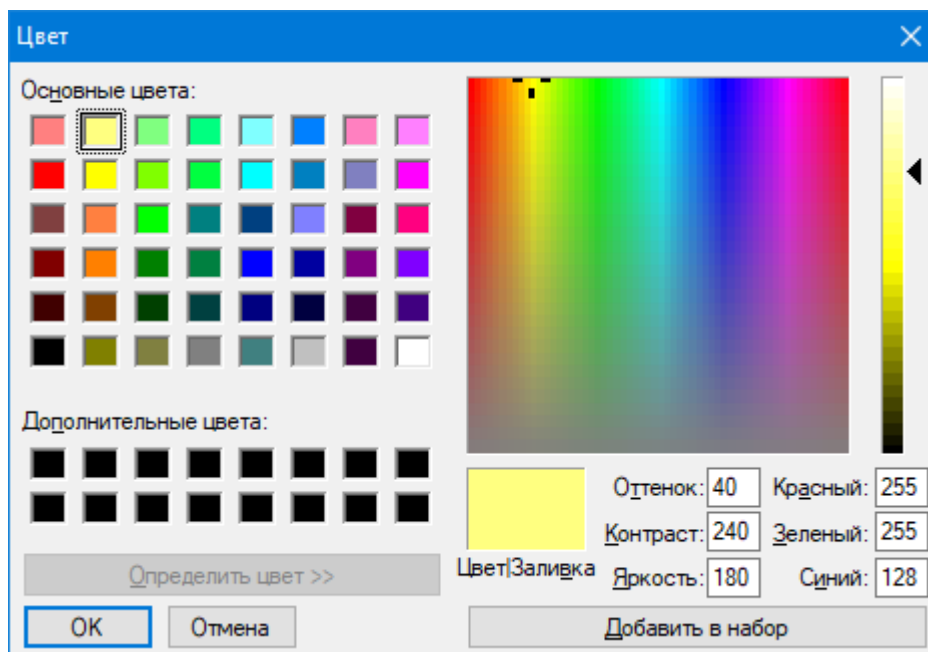 Цвет
Основные цвета:
Дополнительные цвета:
Определить цвет >>
OK
Отмена
Цвет|Заливка
Оттенок: 40
Контраст: 240
Яркость: 180
Красный: 255
Зеленый: 255
Синий: 128
Добавить в набор